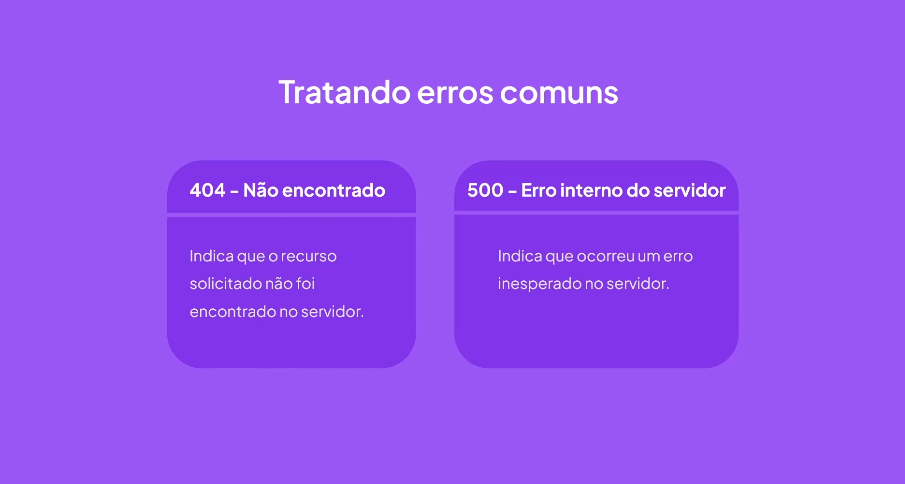 Tratando erros comuns
404 - Não encontrado
Indica que o recurso
solicitado não foi
encontrado no servidor.
500 - Erro interno do servidor
Indica que ocorreu um erro
inesperado no servidor.